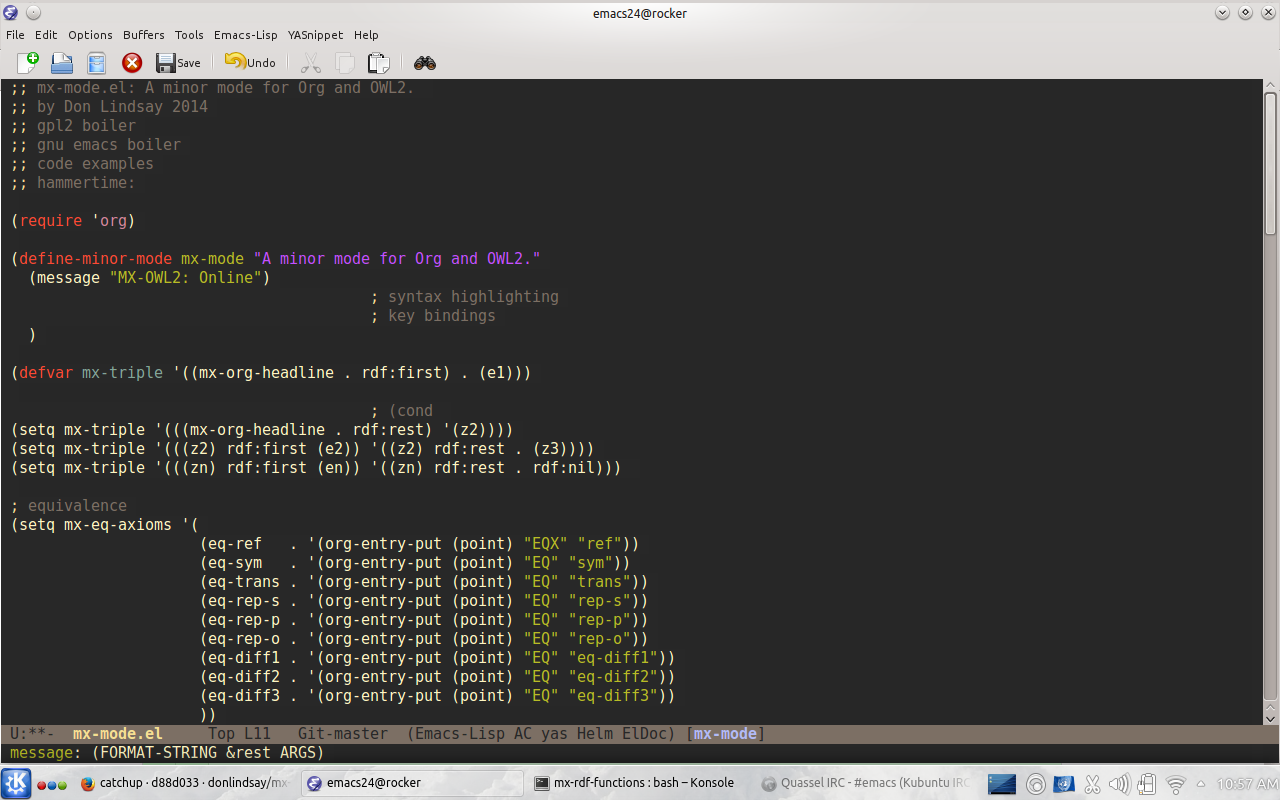 emacs24@rocker
File Edit Options Buffers Tools Emacs-Lisp YASnippet Help
Save Undo
;; mx-mode.el: A minor mode for Org and OWL2.
;; by Don Lindsay 2014
;; gpl2 boiler
;; gnu emacs boiler
;; code examples
;; hammertime:
(require 'org)
(define-minor-mode mx-mode "A minor mode for Org and OWL2."
(message "MX-OWL2: Online")
; syntax highlighting
; key bindings
)
(defvar mx-triple '((mx-org-headline . rdf:first) . (e1)))
; (cond
(setq mx-triple '(((mx-org-headline . rdf:rest) '(z2))))
(setq mx-triple '(((z2) rdf:first (e2)) '((z2) rdf:rest . (z3))))
(setq mx-triple '(((zn) rdf:first (en)) '((zn) rdf:rest . rdf:nil)))
; equivalence
(setq mx-eq-axioms '(
(eq-ref   . '(org-entry-put (point) "EQX" "ref"))
(eq-sym   . '(org-entry-put (point) "EQ" "sym"))
(eq-trans . '(org-entry-put (point) "EQ" "trans"))
(eq-rep-s . '(org-entry-put (point) "EQ" "rep-s"))
(eq-rep-p . '(org-entry-put (point) "EQ" "rep-p"))
(eq-rep-o . '(org-entry-put (point) "EQ" "rep-o"))
(eq-diff1 . '(org-entry-put (point) "EQ" "eq-diff1"))
(eq-diff2 . '(org-entry-put (point) "EQ" "eq-diff2"))
(eq-diff3 . '(org-entry-put (point) "EQ" "eq-diff3"))
))
U:**-  mx-mode.el     Top L11   Git-master  (Emacs-Lisp AC yas Helm ElDoc) [mx-mode]
message: (FORMAT-STRING &rest ARGS)
catchup · d88d033 · donlindsay/mx- emacs24@rocker mx-rdf-functions : bash – Konsole Quassel IRC - #emacs (Kubuntu IRC 10:57 AM